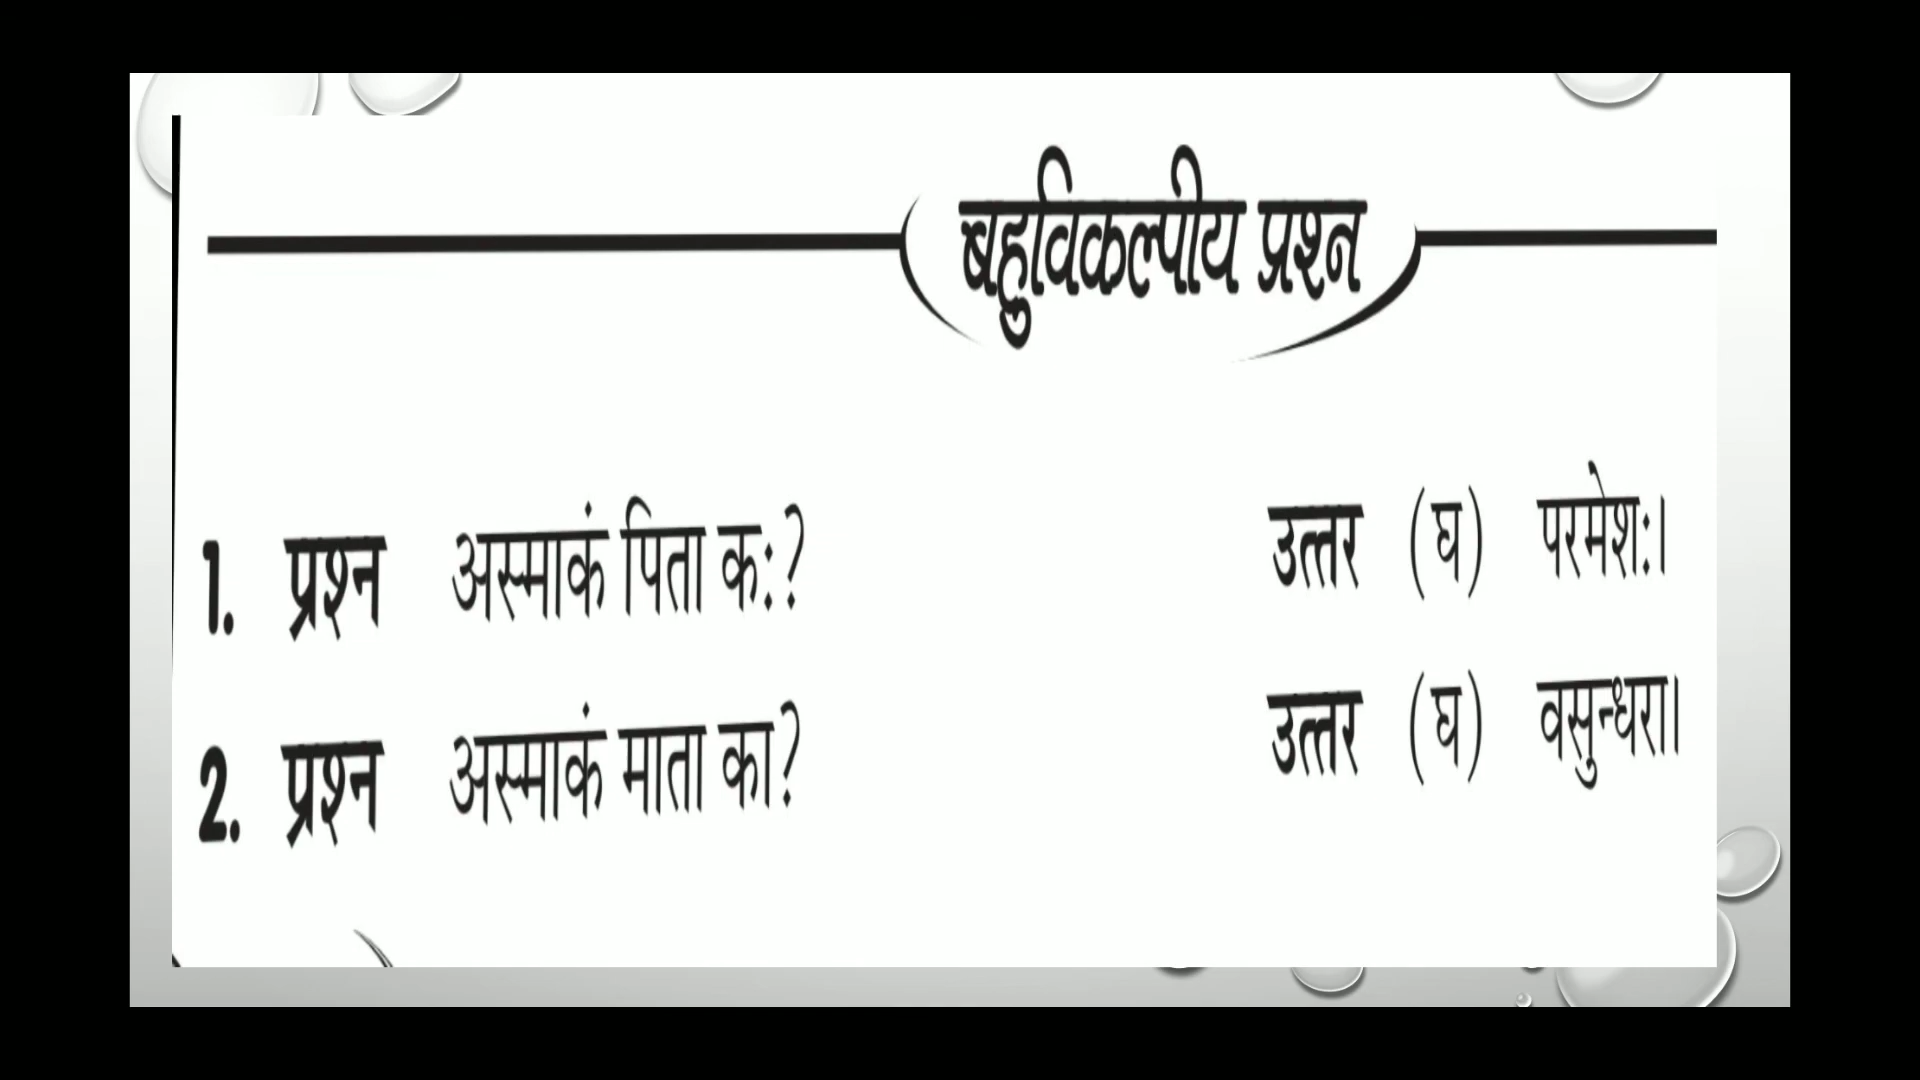 बहुविकल्पीय प्रश्न
1. प्रश्न अस्माकं पिता कः? उत्तर (घ) परमेशः।
2. प्रश्न अस्माकं माता का? उत्तर (घ) वसुन्धरा।